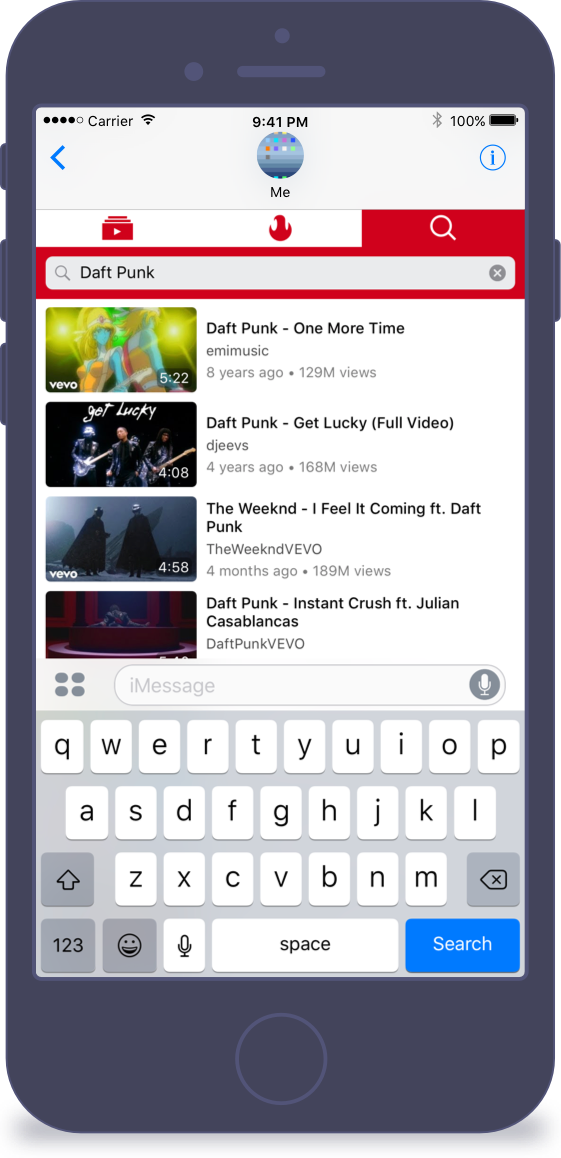 Carrier 9:41 PM 100%
Me
Daft Punk
Daft Punk - One More Time
emimusic
8 years ago • 129M views
vevo 5:22
get Lucky
Daft Punk - Get Lucky (Full Video)
djeevs
4 years ago • 168M views
4:08
The Weeknd - I Feel It Coming ft. Daft
Punk
TheWeekndVEVO
4 months ago • 189M views
vevo 4:58
Daft Punk - Instant Crush ft. Julian
Casablancas
DaftPunkVEVO
iMessage
q w e r t y u i o p
a s d f g h j k l
z x c v b n m
123 space Search